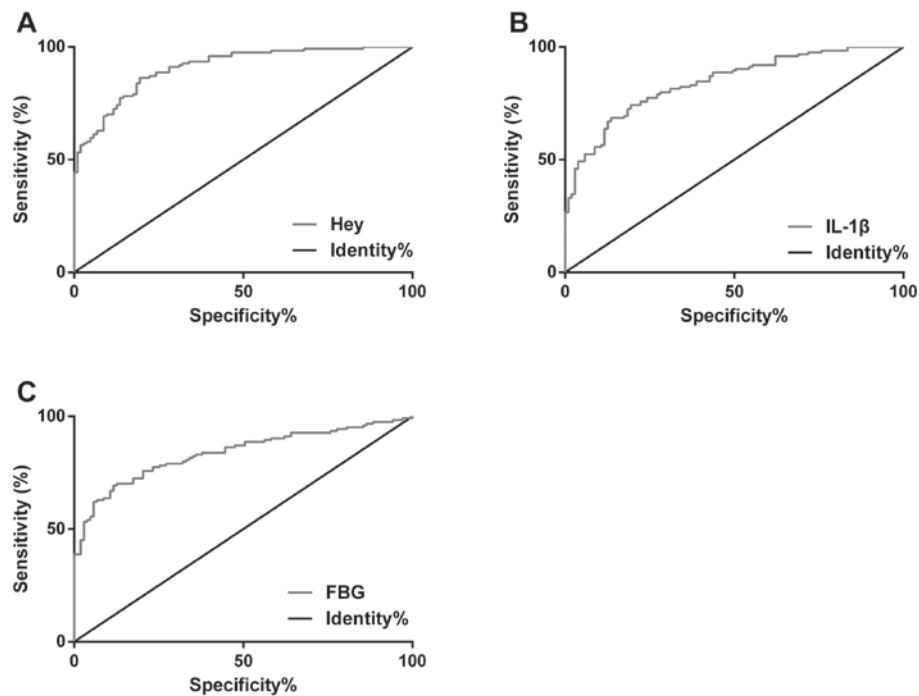 A
100
50
0
Sensitivity (%)
Hey
Identity%
0 50 100
Specificity%
B
100
50
0
Sensitivity (%)
IL-1β
Identity%
0 50 100
Specificity%
C
100
50
0
Sensitivity (%)
FBG
Identity%
0 50 100
Specificity%